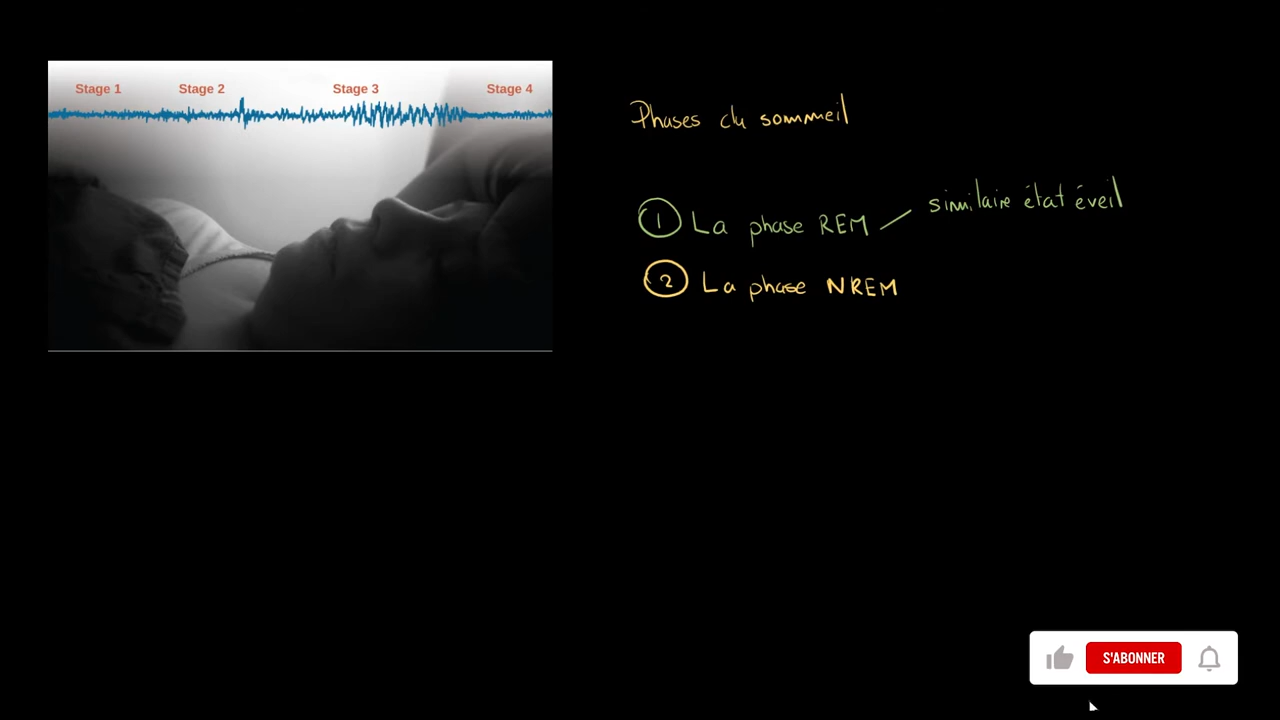 Stage 1 Stage 2 Stage 3 Stage 4
Phases du sommeil
1 La phase REM — similaire état éveil
2 La phase NREM
S'ABONNER